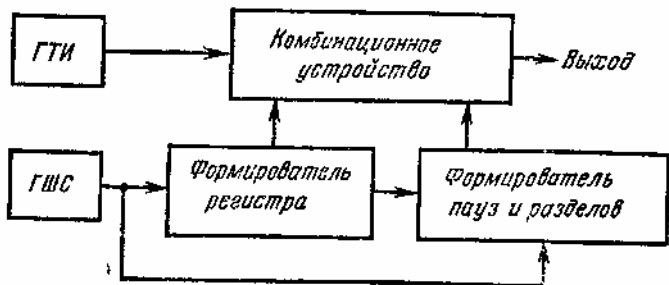 ГТИ
Комбинационное
устройство
Выход
ГШС
Формирователь
регистра
Формирователь
пауз и разделов